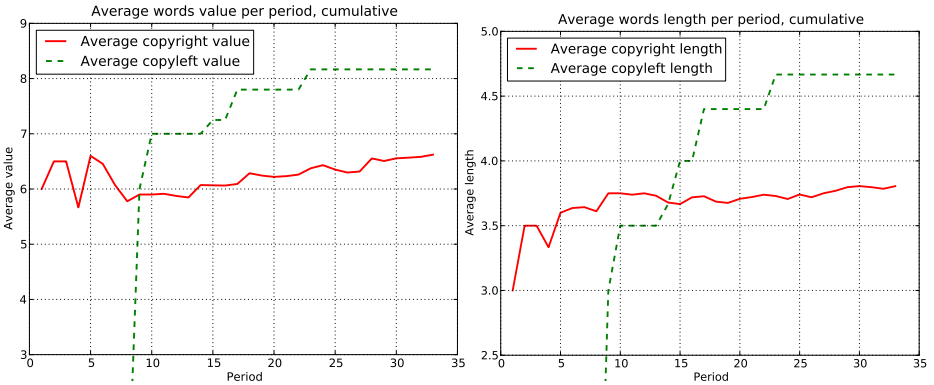 Average words value per period, cumulative
Average copyright value
Average copyleft value
Average value
9
8
7
6
5
4
3
0 5 10 15 20 25 30 35
Period
Average words length per period, cumulative
Average copyright length
Average copyleft length
Average length
5.0
4.5
4.0
3.5
3.0
2.5
0 5 10 15 20 25 30 35
Period